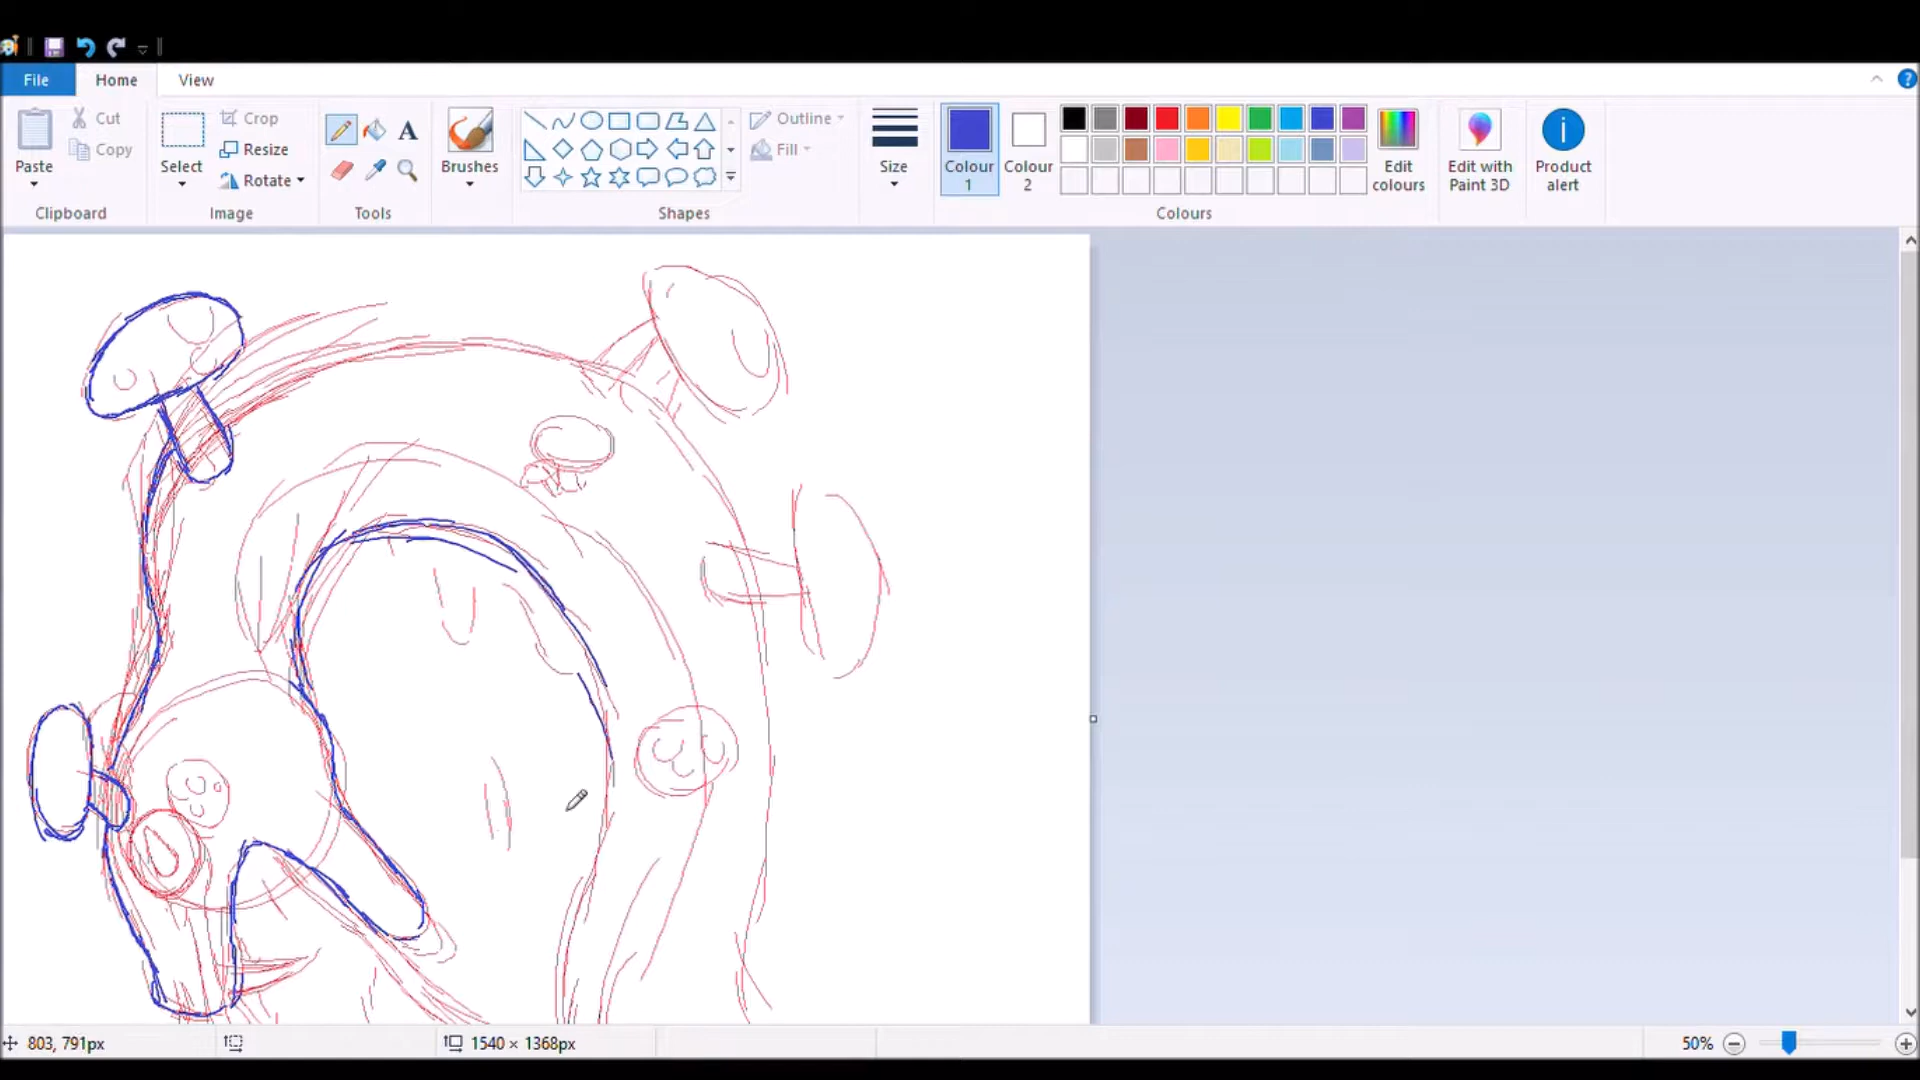 File Home View
Cut
Copy
Paste
Clipboard
Select
Crop
Resize
Rotate
Image
A
Tools
Brushes
Outline
Fill
Shapes
Size
Colour
1
Colour
2
Edit
colours
Colours
Edit with
Paint 3D
Product
alert
803, 791px
1540 × 1368px
50%